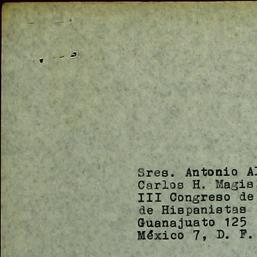 Sres. Antonio Al
Carlos H. Magis
III Congreso de
de Hispanistas
Guanajuato 125
México 7, D. F.